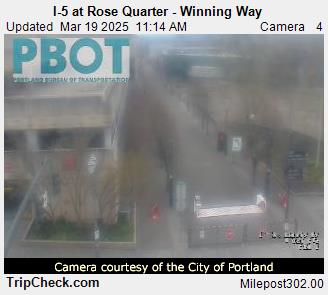 I-5 at Rose Quarter - Winning Way
Updated  Mar 19 2025  11:14 AM
Camera   4
PBOT
PORTLAND BUREAU OF TRANSPORTATION
Camera courtesy of the City of Portland
TripCheck.com
Milepost302.00